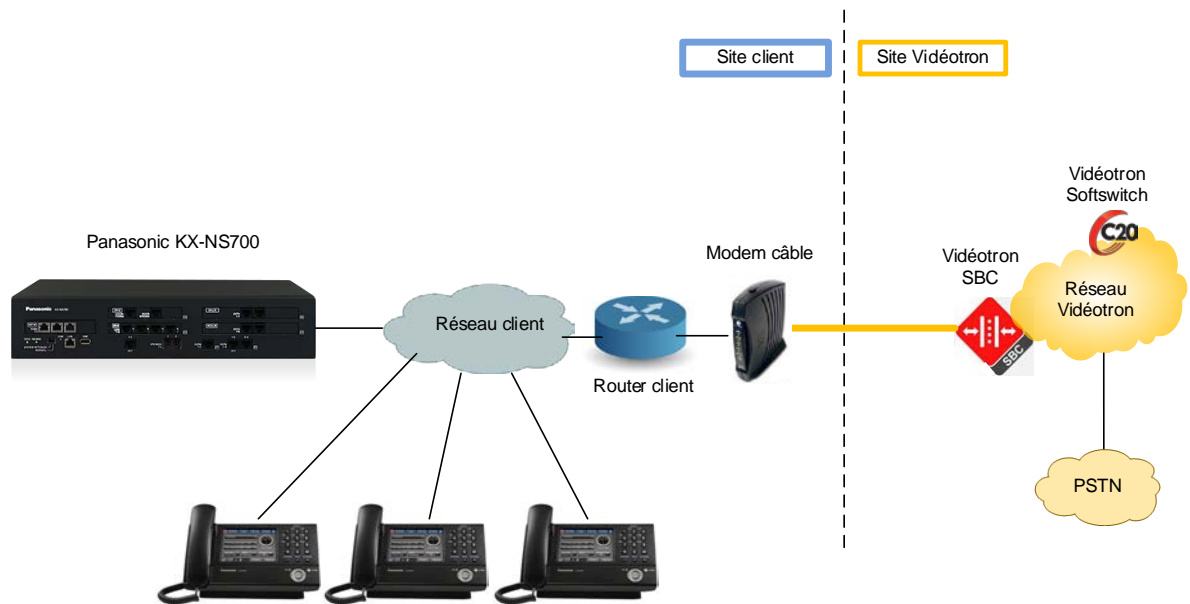 Site client
Site Vidéotron
Vidéotron
Softswitch
C20
Panasonic KX-NS700
Modem câble
Vidéotron
SBC
Réseau
Vidéotron
Panasonic
Réseau client
SBC
Router client
PSTN